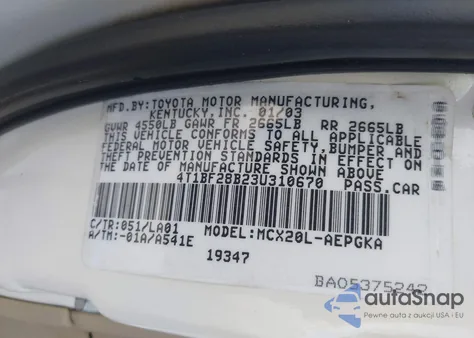 MFD.BY:TOYOTA MOTOR MANUFACTURING,
KENTUCKY,INC. 01/03
GVWR 4550LB GAWR FR 2665LB RR 2665LB
THIS VEHICLE CONFORMS TO ALL APPLICABLE
FEDERAL MOTOR VEHICLE SAFETY, BUMPER, AND
THEFT PREVENTION STANDARDS IN EFFECT ON
THE DATE OF MANUFACTURE SHOWN ABOVE
4T1BF28B23U310670 PASS.CAR
C/TR:051/LA01 MODEL:MCX20L-AEPGKA
A/TM:-01A/A541E
19347
BA05375242
autoSnap
Pewne auta z USA i EU